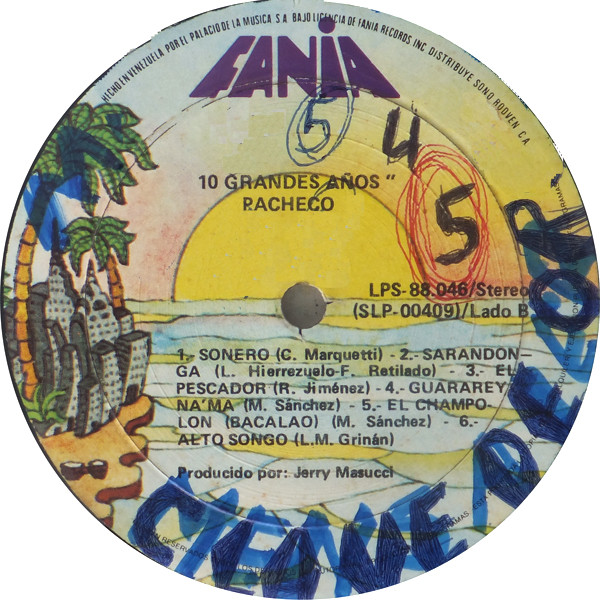 HECHO EN VENEZUELA POR EL PALACIO DE LA MUSICA S A BAJO LICENCIA DE FANIA RECORDS INC DISTRIBUYE SONO RODVEN C.A.
FANIA
5
4
5
10 GRANDES AÑOS "
PACHECO
LPS-88.046/Stereo
(SLP-00409)/Lado B
1.- SONERO (C. Marquetti) - 2.- SARANDON-
GA (L. Hierrezuelo-F. Retilado) - 3.- EL
PESCADOR (R. Jiménez) - 4.- GUARAREY
NA'MA (M. Sánchez) - 5.- EL CHAMPO-
LON (BACALAO) (M. Sánchez) - 6.-
ALTO SONGO (L.M. Grinán)
Producido por: Jerry Masucci